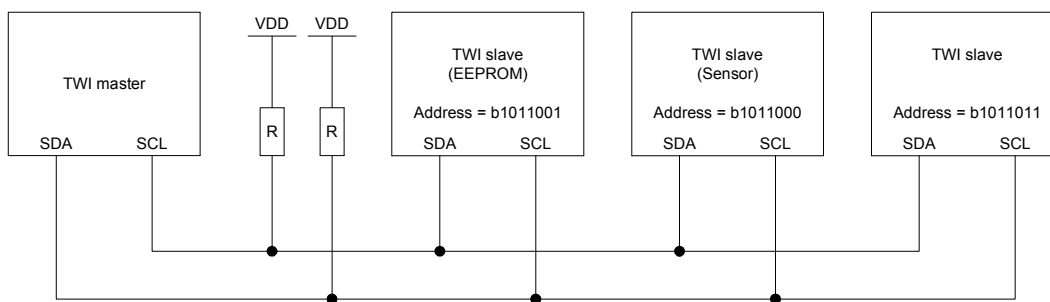 TWI master
SDA
SCL
VDD
VDD
R
R
TWI slave
(EEPROM)
Address = b1011001
SDA
SCL
TWI slave
(Sensor)
Address = b1011000
SDA
SCL
TWI slave
Address = b1011011
SDA
SCL